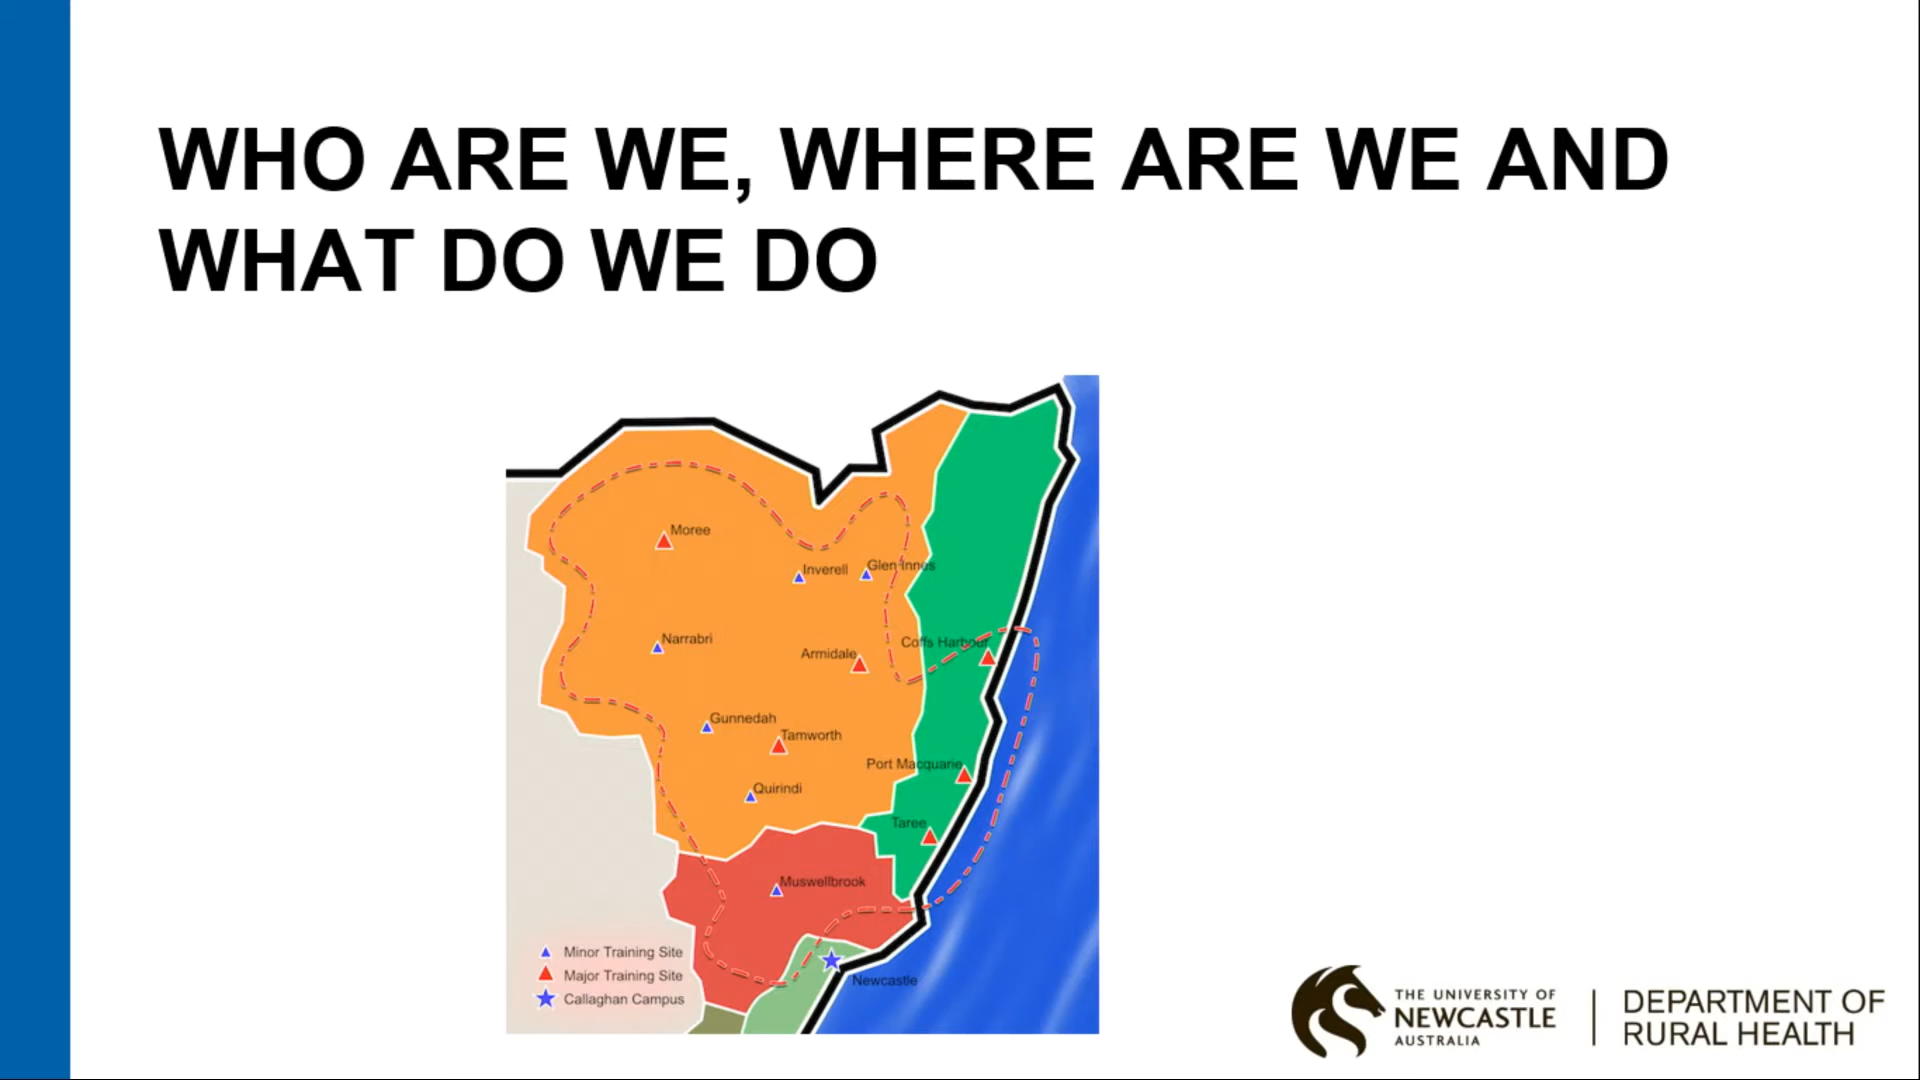 WHO ARE WE, WHERE ARE WE AND
WHAT DO WE DO
Moree
Inverell
Glen Innes
Narrabri
Armidale
Coffs Harbour
Gunnedah
Tamworth
Port Macquarie
Quirindi
Taree
Muswellbrook
Minor Training Site
Major Training Site
Callaghan Campus
Newcastle
THE UNIVERSITY OF
NEWCASTLE
AUSTRALIA
DEPARTMENT OF
RURAL HEALTH